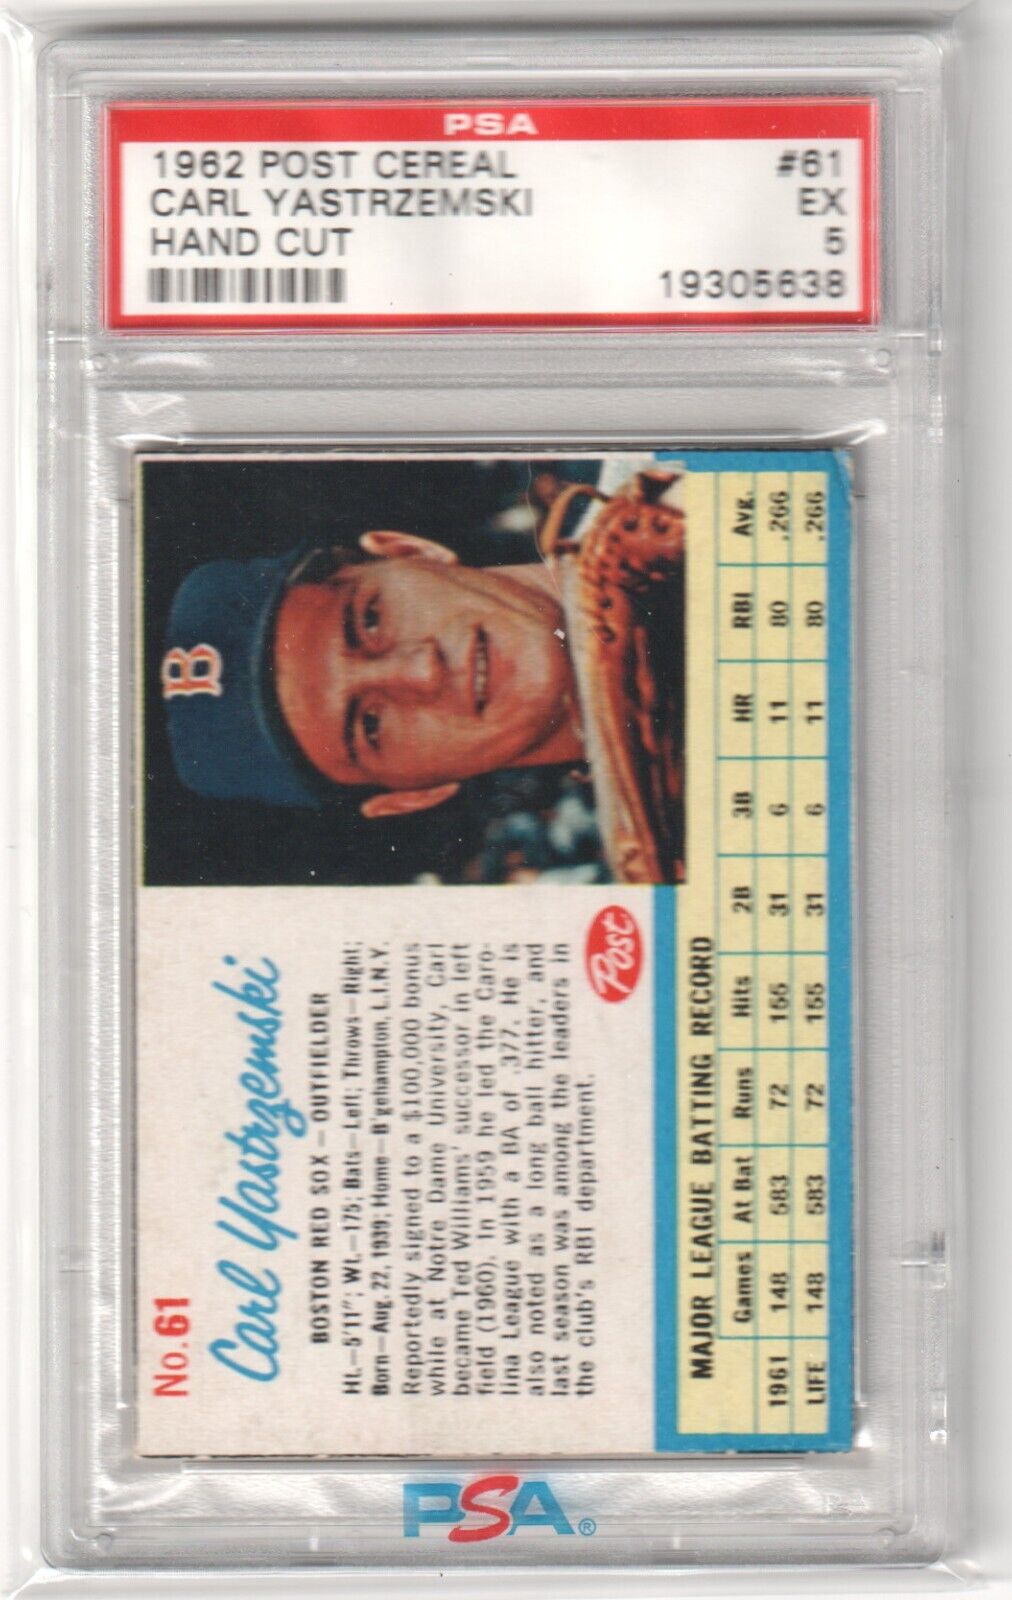 PSA
1962 POST CEREAL #61
CARL YASTRZEMSKI EX
HAND CUT 5
19305638
B
No. 61
Carl Yastrzemski
BOSTON RED SOX – OUTFIELDER
Ht.—5'11"; Wt.—175; Bats—Left; Throws—Right;
Born—Aug. 22, 1939; Home—B'gehampton, L.I.N.Y.
Reportedly signed to a $100,000 bonus
while at Notre Dame University, Carl
became Ted Williams' successor in left
field (1960). In 1959 he led the Caro-
lina League with a BA of .377. He is
also noted as a long ball hitter, and
last season was among the leaders in
the club's RBI department.
Post
MAJOR LEAGUE BATTING RECORD
Games At Bat Runs Hits 2B 3B HR RBI Avg.
1961 148 583 72 155 31 6 11 80 .266
LIFE 148 583 72 155 31 6 11 80 .266
PSA®